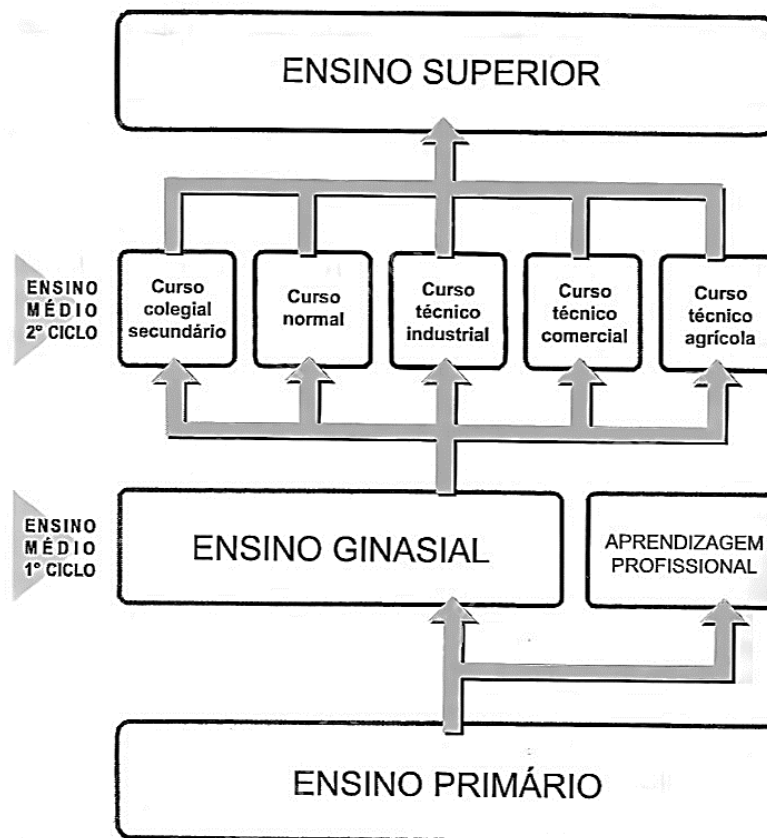 ENSINO SUPERIOR
ENSINO
MÉDIO
2º CICLO
Curso
colegial
secundário
Curso
normal
Curso
técnico
industrial
Curso
técnico
comercial
Curso
técnico
agrícola
ENSINO
MÉDIO
1º CICLO
ENSINO GINASIAL
APRENDIZAGEM
PROFISSIONAL
ENSINO PRIMÁRIO